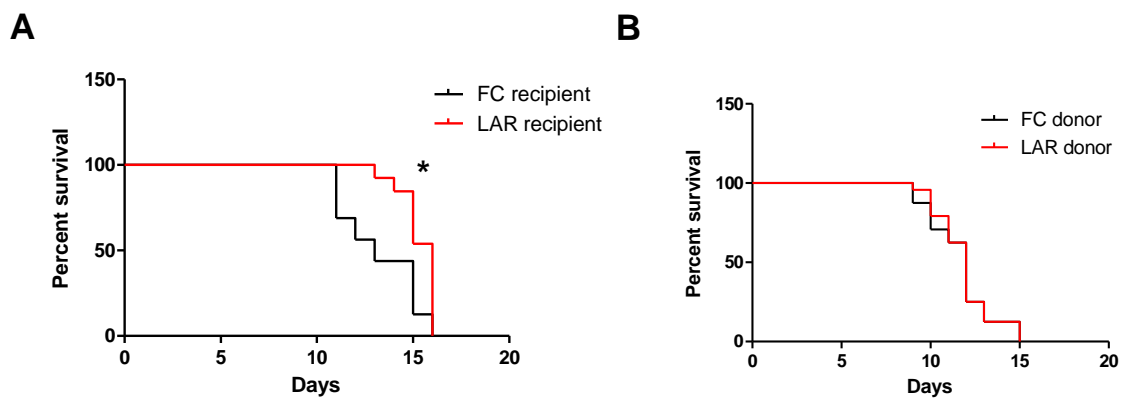 A
150
100
50
0
Percent survival
FC recipient
LAR recipient
*
0 5 10 15 20
Days
B
150
100
50
0
Percent survival
FC donor
LAR donor
0 5 10 15 20
Days